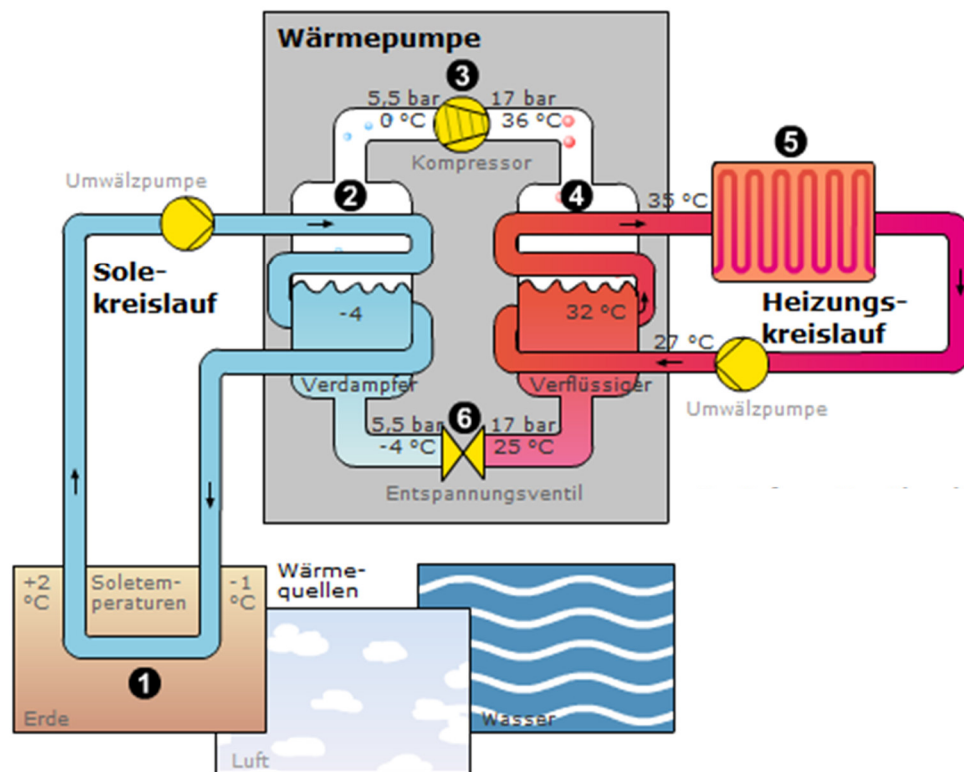 Wärmepumpe
3
5,5 bar
17 bar
0 °C
36 °C
Kompressor
Umwälzpumpe
2
4
5
35 °C
Sole-
kreislauf
-4
32 °C
Heizungs-
kreislauf
27 °C
Verdampfer
Verflüssiger
Umwälzpumpe
5,5 bar
6
17 bar
-4 °C
25 °C
Entspannungsventil
+2
°C
Soletem-
peraturen
-1
°C
Wärme-
quellen
1
Erde
Luft
Wasser